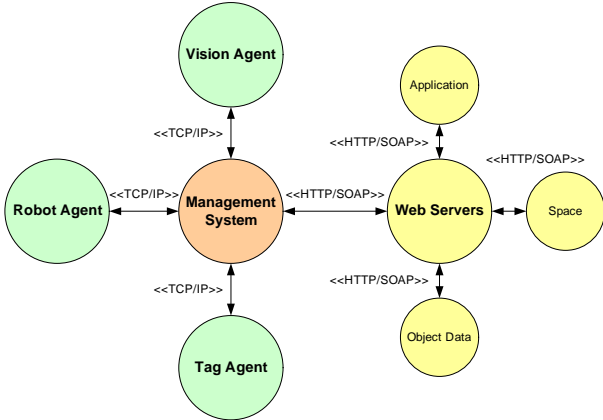 Vision Agent
Application
<<TCP/IP>>
<<HTTP/SOAP>>
<<HTTP/SOAP>>
<<TCP/IP>>
<<HTTP/SOAP>>
Robot Agent
Management
System
Web Servers
Space
<<HTTP/SOAP>>
<<TCP/IP>>
Object Data
Tag Agent